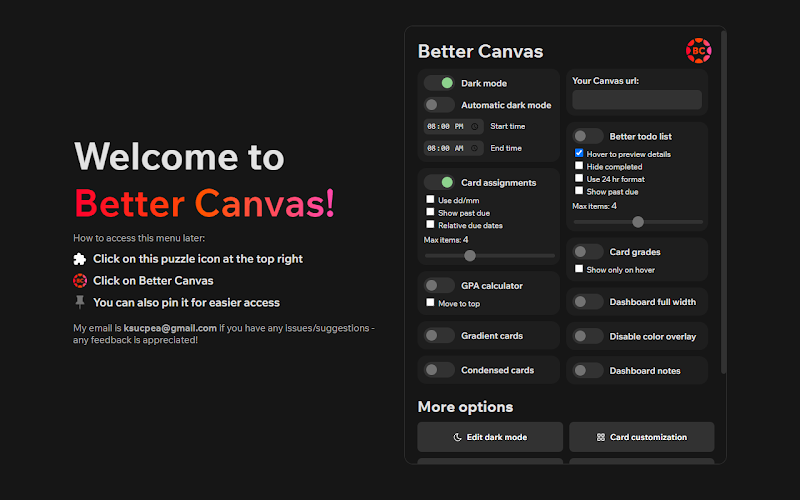 Welcome to
Better Canvas!
How to access this menu later:
Click on this puzzle icon at the top right
BC
Click on Better Canvas
You can also pin it for easier access
My email is ksucpea@gmail.com if you have any issues/suggestions -
any feedback is appreciated!
Better Canvas
BC
Dark mode
Automatic dark mode
08:00 PM
Start time
08:00 AM
End time
Card assignments
Use dd/mm
Show past due
Relative due dates
Max items: 4
GPA calculator
Move to top
Gradient cards
Condensed cards
Your Canvas url:
Better todo list
Hover to preview details
Hide completed
Use 24 hr format
Show past due
Max items: 4
Card grades
Show only on hover
Dashboard full width
Disable color overlay
Dashboard notes
More options
Edit dark mode
Card customization